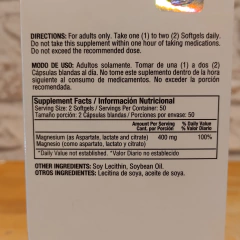 DIRECTIONS: For adults only. Take one (1) to two (2) Softgels daily.
Do not take this supplement within one hour of taking medications.
Do not exceed the recommended dose.
MODO DE USO: Adultos solamente. Tomar de una (1) a dos (2)
Cápsulas blandas al día. No tome este suplemento dentro de la hora
siguiente al consumo de medicamentos. No exceder la porción
recomendada.
Supplement Facts / Información Nutricional
Serving Size: 2 Softgels / Servings Per Container: 50
Tamaño porción: 2 Cápsulas blandas / Porciones por envase: 50
Amount Per Serving % Daily Value
Cant. por Porción % Valor Diario
Magnesium (as Aspartate, lactate and citrate) 400 mg 100%
Magnesio (como aspartato, lactato y citrato)
*Daily Value not established. *Valor Diario no establecido
OTHER INGREDIENTS: Soy Lecithin, Soybean Oil.
OTROS INGREDIENTES: Lecitina de soya, aceite de soya.